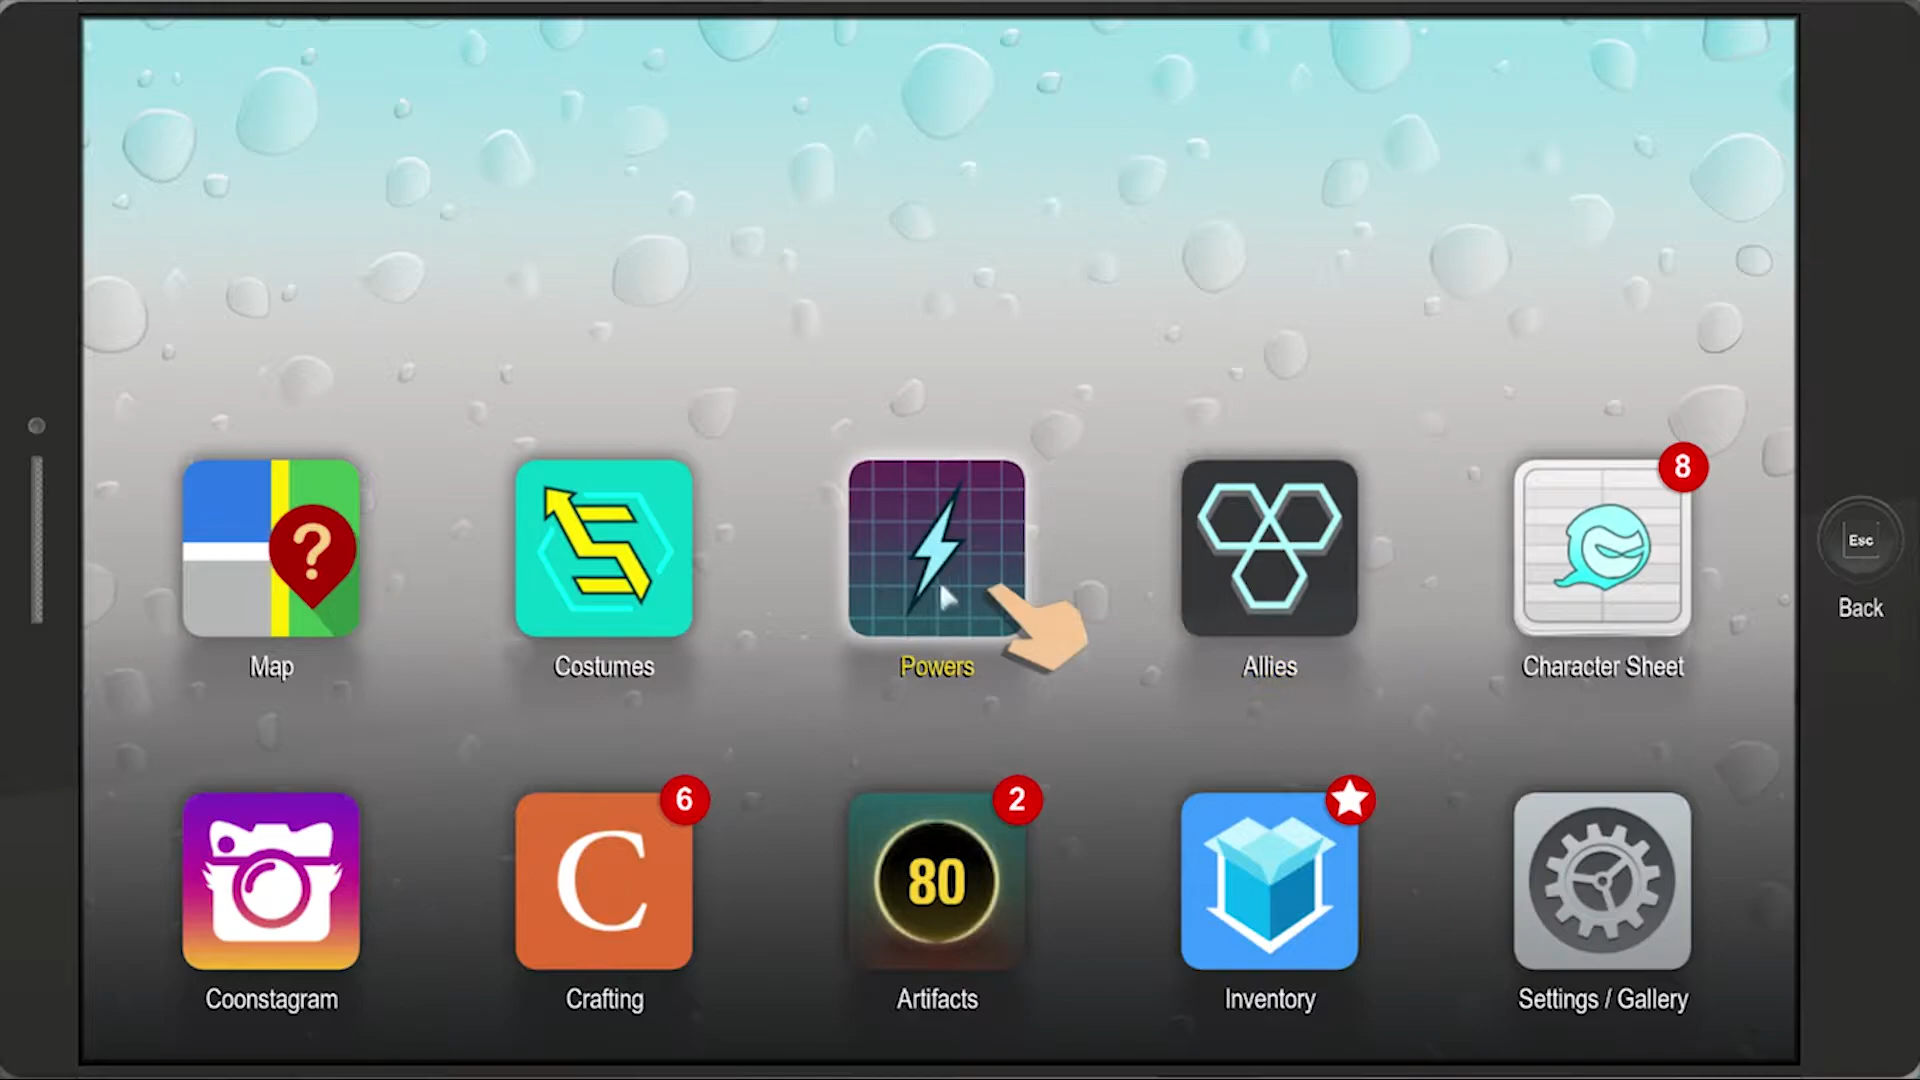 8
?
Esc
Map
Costumes
Powers
Allies
Character Sheet
Back
6
2
C
80
Coonstagram
Crafting
Artifacts
Inventory
Settings / Gallery